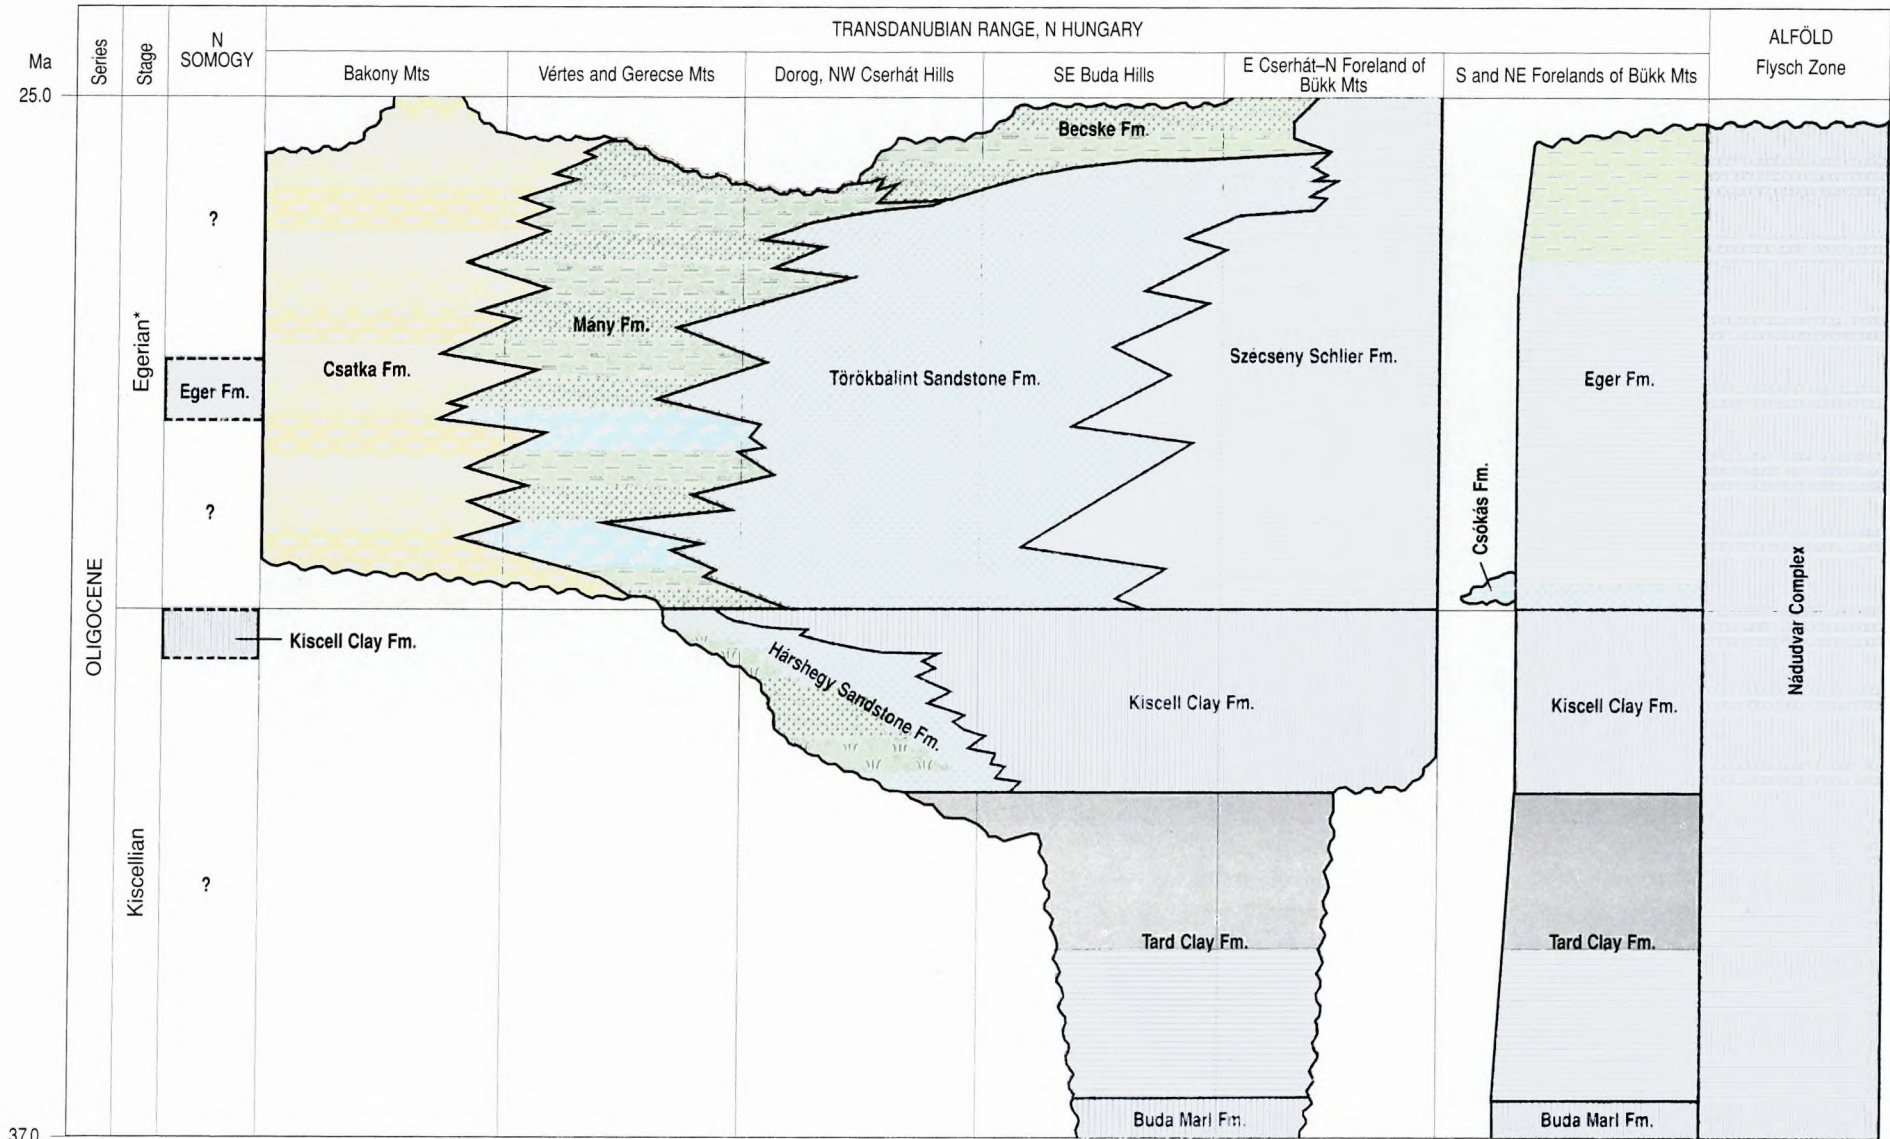 TRANSDANUBIAN RANGE, N HUNGARY
Ma
Series
Stage
N
SOMOGY
Bakony Mts
Vértes and Gerecse Mts
Dorog, NW Cserhát Hills
SE Buda Hills
E Cserhát–N Foreland of
Bükk Mts
S and NE Forelands of Bükk Mts
ALFÖLD
Flysch Zone
25.0
Becske Fm.
?
Egerian*
Mány Fm.
Csatka Fm.
Szécsény Schlier Fm.
Törökbálint Sandstone Fm.
Eger Fm.
Eger Fm.
Csókás Fm.
?
OLIGOCENE
Nádudvar Complex
Kiscell Clay Fm.
Hárshegy Sandstone Fm.
Kiscell Clay Fm.
Kiscell Clay Fm.
Kiscellian
?
Tard Clay Fm.
Tard Clay Fm.
Buda Marl Fm.
Buda Marl Fm.
37.0